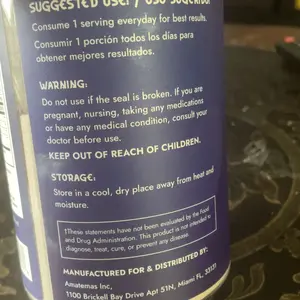 SUGGESTED USE: / USO SUGERIDO:
Consume 1 serving everyday for best results.
Consumir 1 porción todos los días para
obtener mejores resultados.
WARNING:
Do not use if the seal is broken. If you are
pregnant, nursing, taking any medications
or have any medical condition, consult your
doctor before use.
KEEP OUT OF REACH OF CHILDREN.
STORAGE:
Store in a cool, dry place away from heat and
moisture.
†These statements have not been evaluated by the Food
and Drug Administration. This product is not intended to
diagnose, treat, cure, or prevent any disease.
MANUFACTURED FOR & DISTRIBUTED BY:
Amatemas Inc,
1100 Brickell Bay Drive Apt 51N, Miami FL, 33131